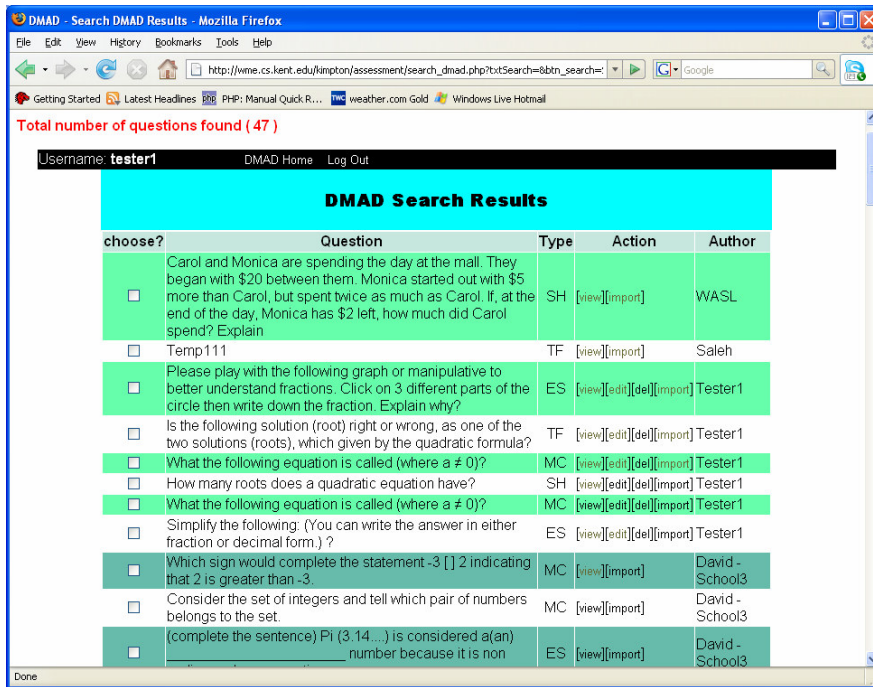 DMAD - Search DMAD Results - Mozilla Firefox
File Edit View History Bookmarks Tools Help
http://wme.cs.kent.edu/kimpton/assessment/search_dmad.php?txtSearch=&btn_search=
G Google
Getting Started Latest Headlines PHP: Manual Quick R... weather.com Gold Windows Live Hotmail
Total number of questions found ( 47 )
Username: tester1 DMAD Home Log Out
DMAD Search Results
choose? Question Type Action Author
Carol and Monica are spending the day at the mall. They
began with $20 between them. Monica started out with $5
more than Carol, but spent twice as much as Carol. If, at the SH [view][import] WASL
end of the day, Monica has $2 left, how much did Carol
spend? Explain
Temp111 TF [view][import] Saleh
Please play with the following graph or manipulative to
better understand fractions. Click on 3 different parts of the ES [view][edit][del][import] Tester1
circle then write down the fraction. Explain why?
Is the following solution (root) right or wrong, as one of the TF [view][edit][del][import] Tester1
two solutions (roots), which given by the quadratic formula?
What the following equation is called (where a ≠ 0)? MC [view][edit][del][import] Tester1
How many roots does a quadratic equation have? SH [view][edit][del][import] Tester1
What the following equation is called (where a ≠ 0)? MC [view][edit][del][import] Tester1
Simplify the following: (You can write the answer in either ES [view][edit][del][import] Tester1
fraction or decimal form.) ?
Which sign would complete the statement -3 [ ] 2 indicating MC [view][import] David -
that 2 is greater than -3. School3
Consider the set of integers and tell which pair of numbers MC [view][import] David -
belongs to the set. School3
(complete the sentence) Pi (3.14....) is considered a(an) ES [view][import] David -
____________________ number because it is non School3
Done